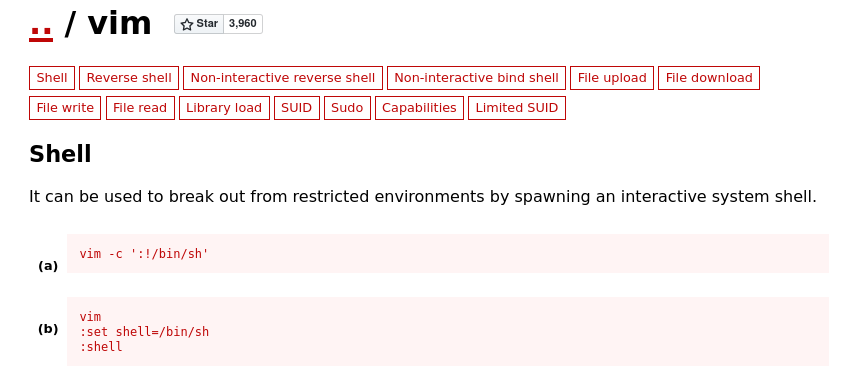 .. / vim Star 3,960
Shell Reverse shell Non-interactive reverse shell Non-interactive bind shell File upload File download
File write File read Library load SUID Sudo Capabilities Limited SUID
Shell
It can be used to break out from restricted environments by spawning an interactive system shell.
(a) vim -c ':!/bin/sh'
vim
(b) :set shell=/bin/sh
:shell